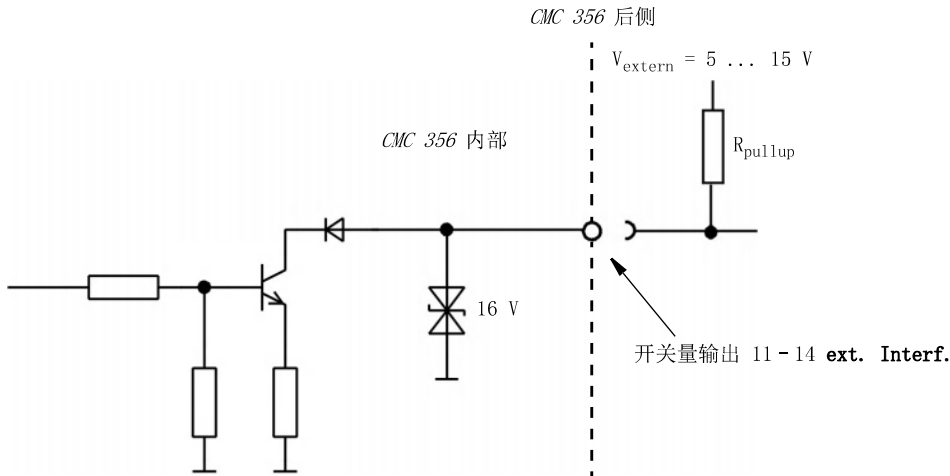 CMC 356 后侧
V_extern = 5 ... 15 V
CMC 356 内部
R_pullup
16 V
开关量输出 11-14 ext. Interf.